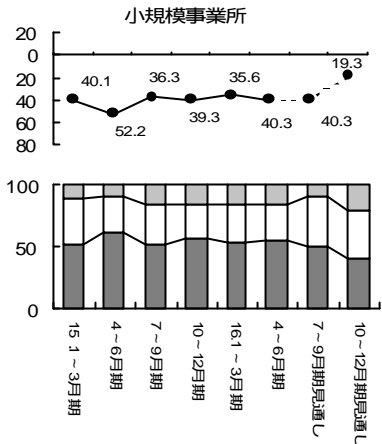 小規模事業所
20
0
20
40
60
80
40.1
52.2
36.3
39.3
35.6
40.3
40.3
19.3
100
50
0
15.1～3月期
4～6月期
7～9月期
10～12月期
16.1～3月期
4～6月期
7～9月期見通し
10～12月期見通し